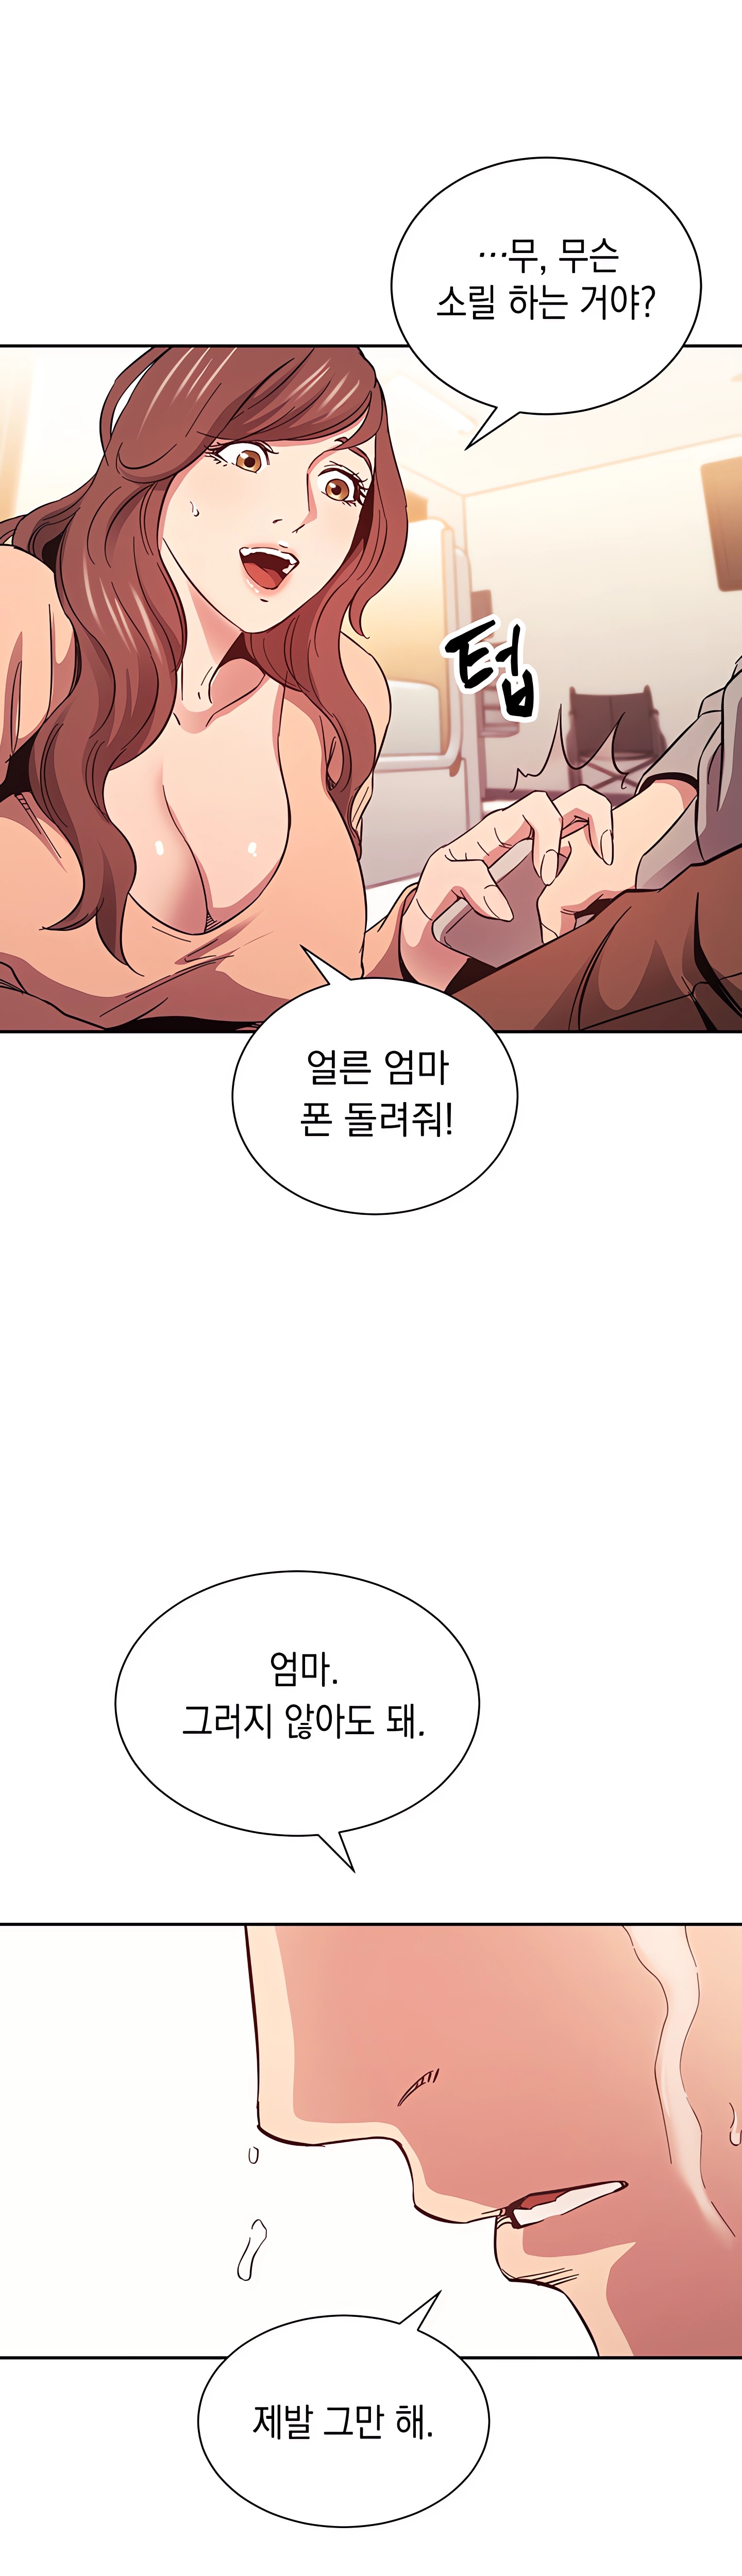 …무, 무슨
소릴 하는 거야?
텁
얼른 엄마
폰 돌려줘!
엄마.
그러지 않아도 돼.
제발 그만 해.